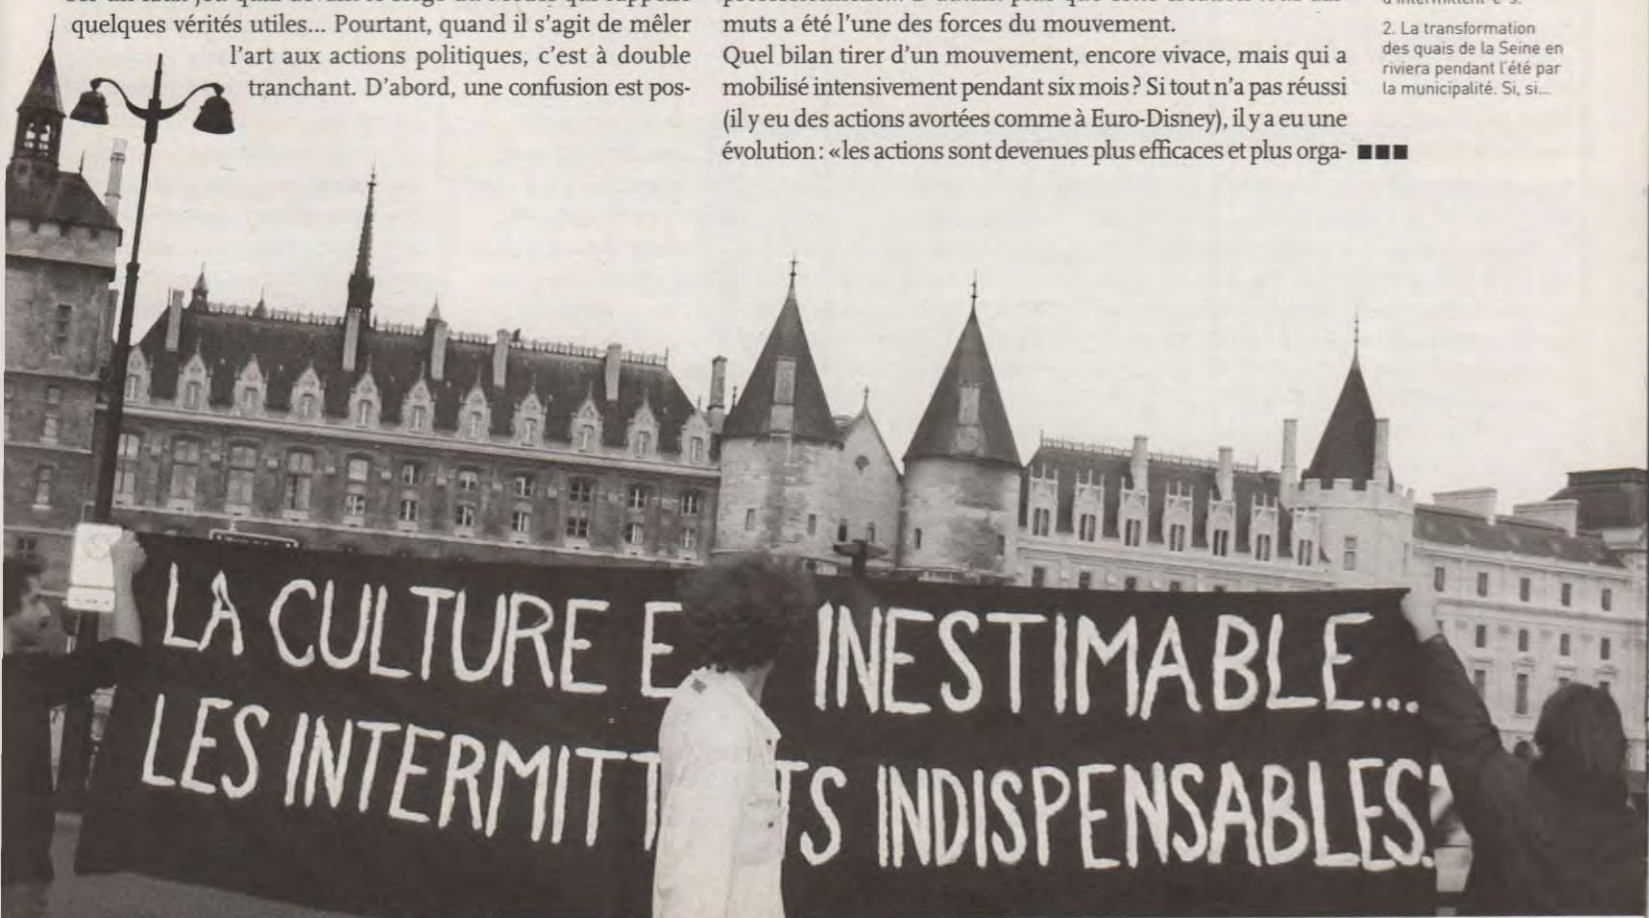 quelques vérités utiles... Pourtant, quand il s'agit de mêler
l'art aux actions politiques, c'est à double
tranchant. D'abord, une confusion est pos-
muts a été l'une des forces du mouvement.
Quel bilan tirer d'un mouvement, encore vivace, mais qui a
mobilisé intensivement pendant six mois ? Si tout n'a pas réussi
(il y eu des actions avortées comme à Euro-Disney), il y a eu une
évolution : «les actions sont devenues plus efficaces et plus orga-
2. La transformation
des quais de la Seine en
riviera pendant l'été par
la municipalité. Si, si...
LA CULTURE E INESTIMABLE...
LES INTERMITT TS INDISPENSABLES.